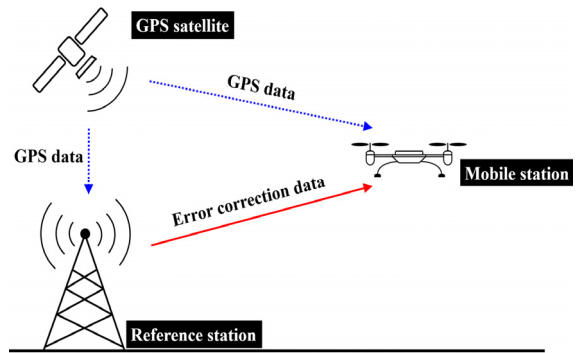 GPS satellite
GPS data
GPS data
Mobile station
Error correction data
Reference station